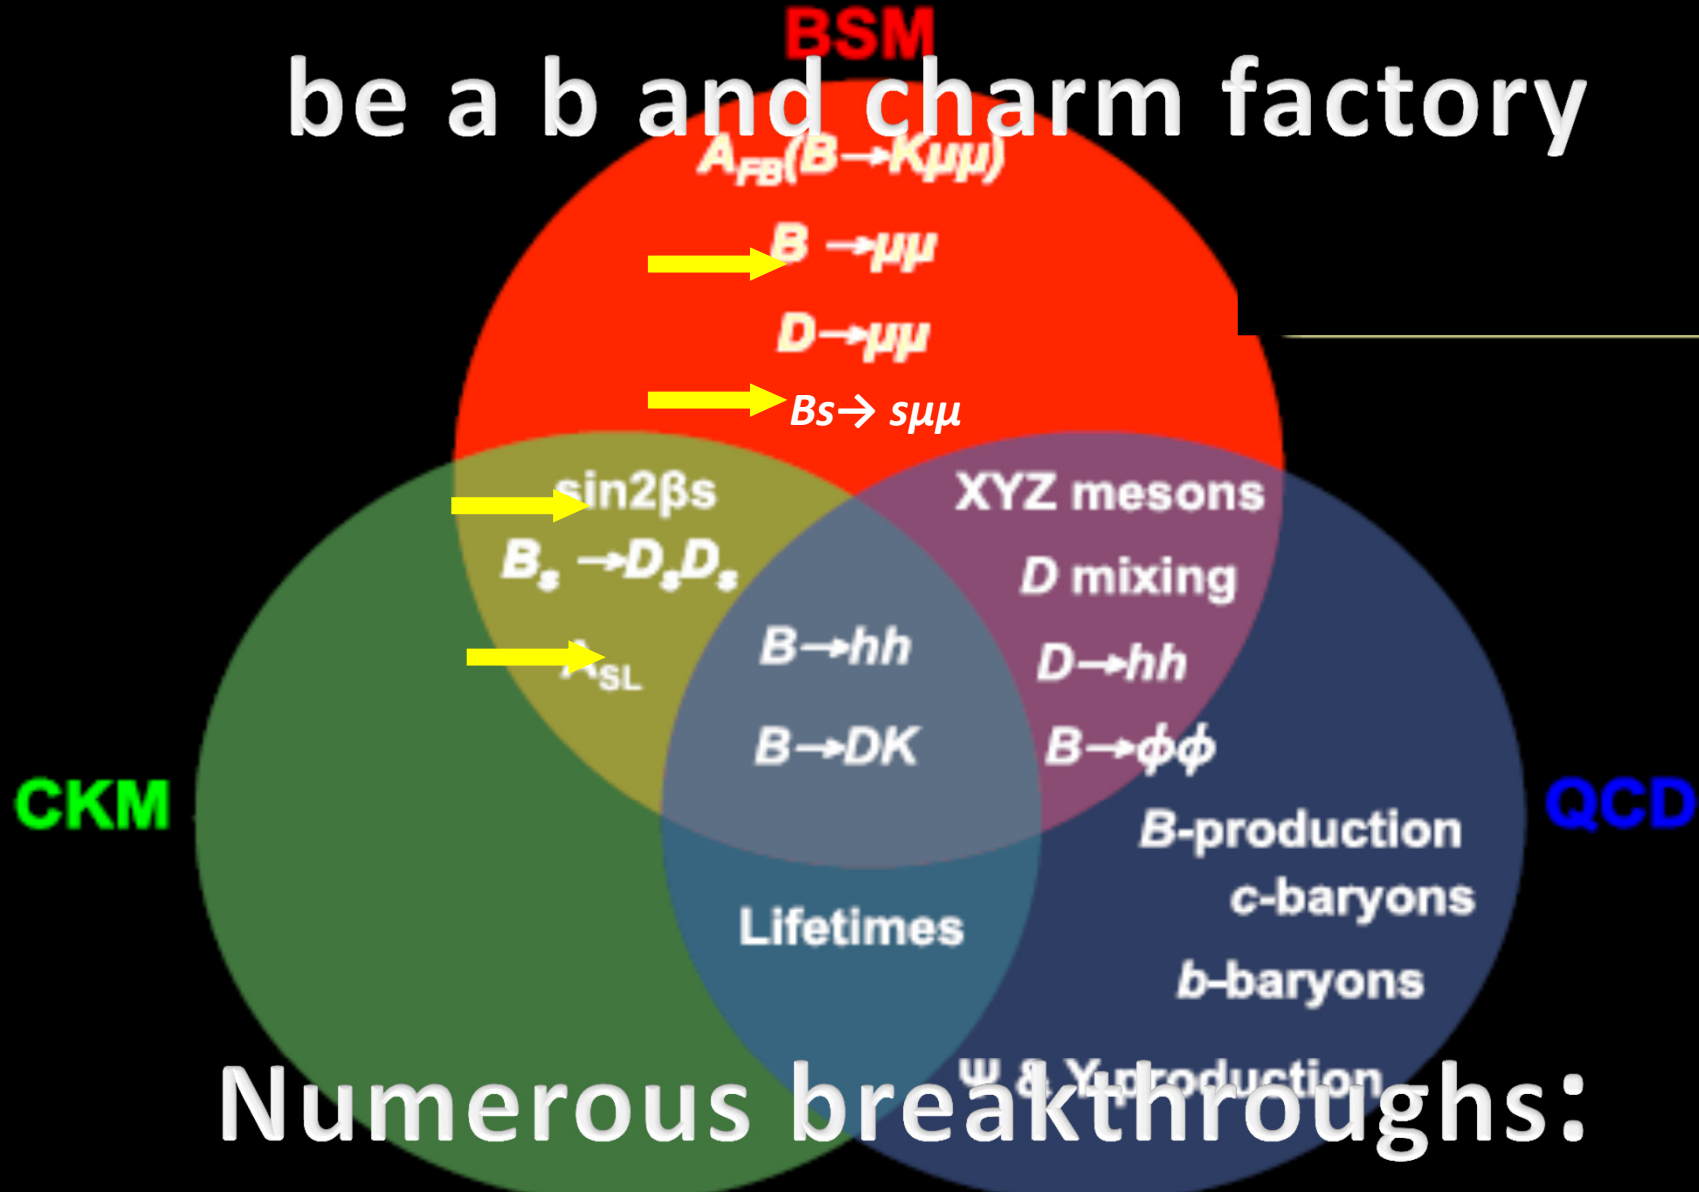 BSM
be a b and charm factory
A_FB(B→Kμμ)
B →μμ
D→μμ
Bs→ sμμ
sin2βs
XYZ mesons
B_s →D_sD_s
D mixing
A_SL
B→hh
D→hh
B→DK
B→ϕϕ
CKM
QCD
B-production
c-baryons
Lifetimes
b-baryons
Ψ & Y-production
Numerous breakthroughs: